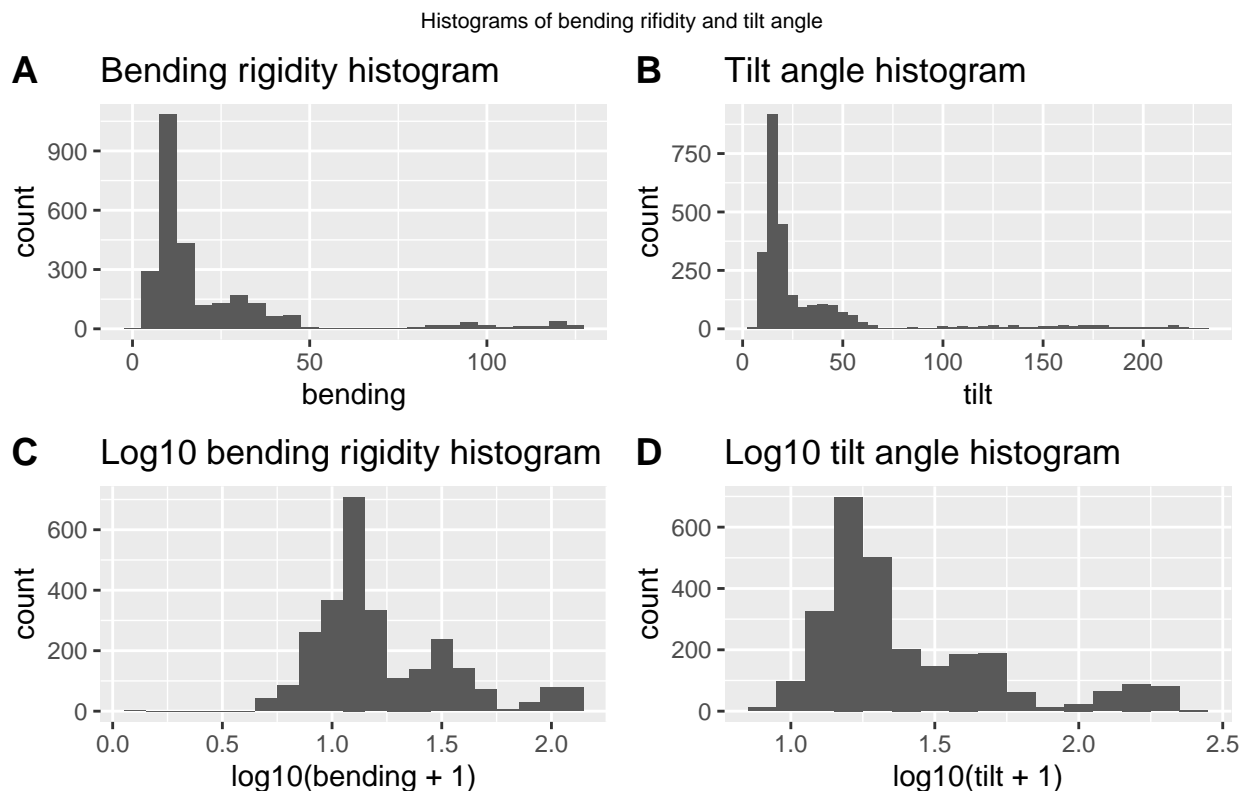 Histograms of bending rifidity and tilt angle
A Bending rigidity histogram
900
600
300
0
count
0 50 100
bending
B Tilt angle histogram
750
500
250
0
count
0 50 100 150 200
tilt
C Log10 bending rigidity histogram
600
400
200
0
count
0.0 0.5 1.0 1.5 2.0
log10(bending + 1)
D Log10 tilt angle histogram
600
400
200
0
count
1.0 1.5 2.0 2.5
log10(tilt + 1)